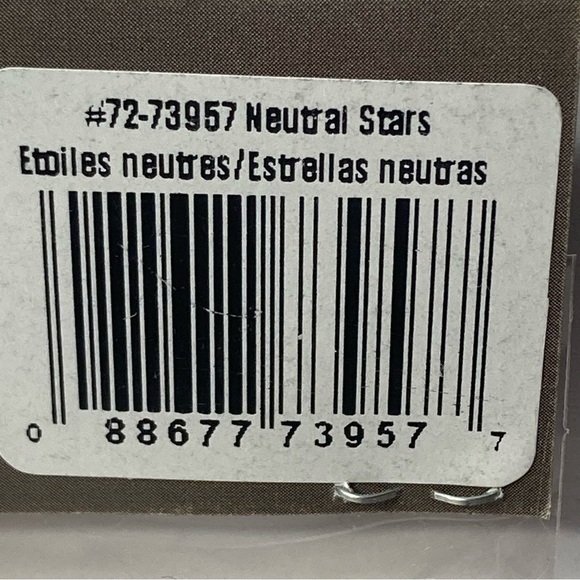 #72-73957 Neutral Stars
Etoiles neutres/Estrellas neutras
0 88677 73957 7